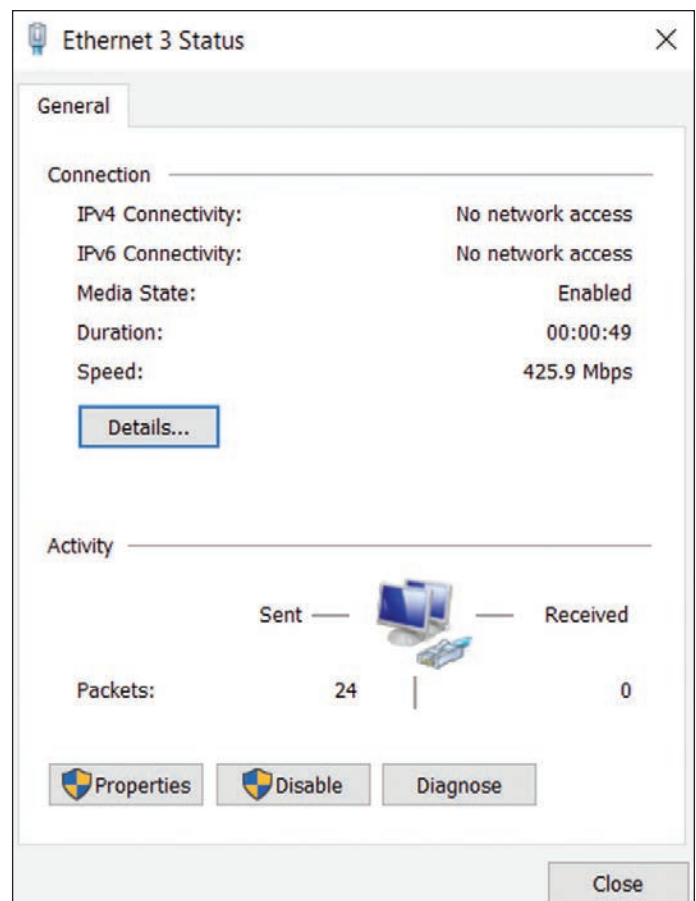 Ethernet 3 Status
General
Connection
IPv4 Connectivity: No network access
IPv6 Connectivity: No network access
Media State: Enabled
Duration: 00:00:49
Speed: 425.9 Mbps
Details...
Activity
Sent Received
Packets: 24 0
Properties Disable Diagnose
Close